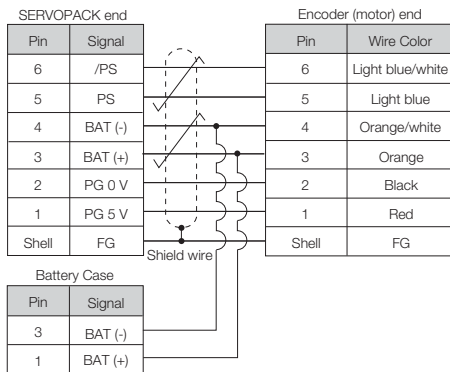 SERVOPACK end
Pin Signal
6 /PS
5 PS
4 BAT (-)
3 BAT (+)
2 PG 0 V
1 PG 5 V
Shell FG
Shield wire
Encoder (motor) end
Pin Wire Color
6 Light blue/white
5 Light blue
4 Orange/white
3 Orange
2 Black
1 Red
Shell FG
Battery Case
Pin Signal
3 BAT (-)
1 BAT (+)